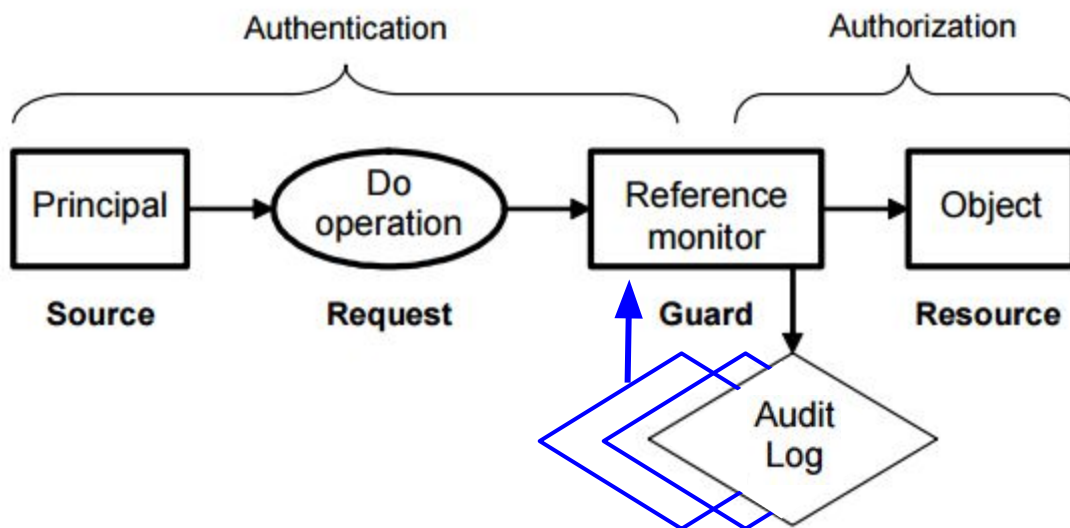 Authentication
Authorization
Principal
Do
operation
Reference
monitor
Object
Source
Request
Guard
Resource
Audit
Log